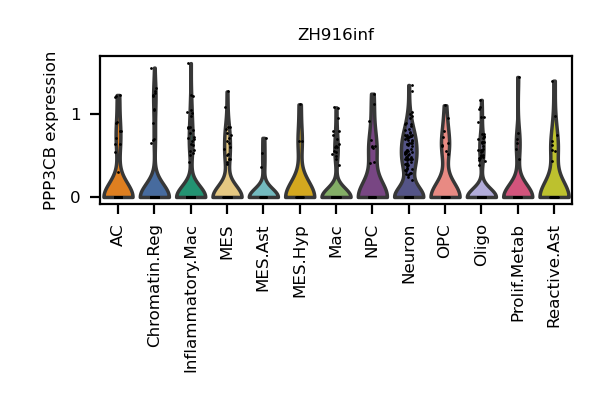 ZH916inf
PPP3CB expression
1
0
AC
Chromatin.Reg
Inflammatory.Mac
MES
MES.Ast
MES.Hyp
Mac
NPC
Neuron
OPC
Oligo
Prolif.Metab
Reactive.Ast